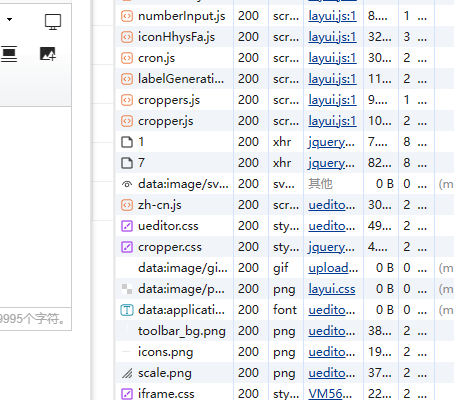 numberInput.js 200 scr... layui.js:1 8.... 1
iconHhysFa.js 200 scr... layui.js:1 32... 3
cron.js 200 scr... layui.js:1 30... 2
labelGenerati... 200 scr... layui.js:1 11... 2
croppers.js 200 scr... layui.js:1 9.... 1
cropper.js 200 scr... layui.js:1 10... 2
1 200 xhr jquery... 7.... 8
7 200 xhr jquery... 82... 8
data:image/sv... 200 sv... 其他 0 B 0 ... (m
zh-cn.js 200 scr... uedito... 30... 2
ueditor.css 200 sty... uedito... 49... 2
cropper.css 200 sty... jquery... 4.... 2
data:image/gi... 200 gif upload... 0 B 0 ... (m
data:image/p... 200 png layui.css 0 B 0 ... (m
data:applicati... 200 font uedito... 0 B 0 ... (m
9995个字符。
toolbar_bg.png 200 png uedito... 38... 2
icons.png 200 png uedito... 19... 2
scale.png 200 png uedito... 37... 2
iframe.css 200 sty... VM56... 22... 2